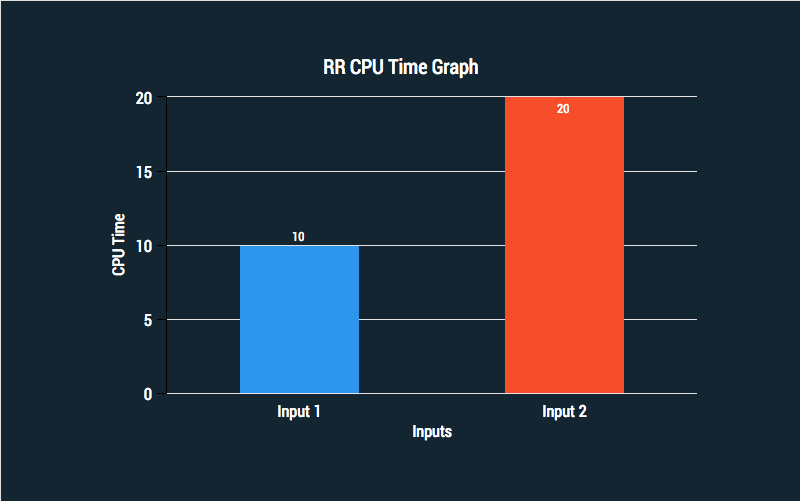 RR CPU Time Graph
20
20
15
CPU Time
10
10
5
0
Input 1
Input 2
Inputs